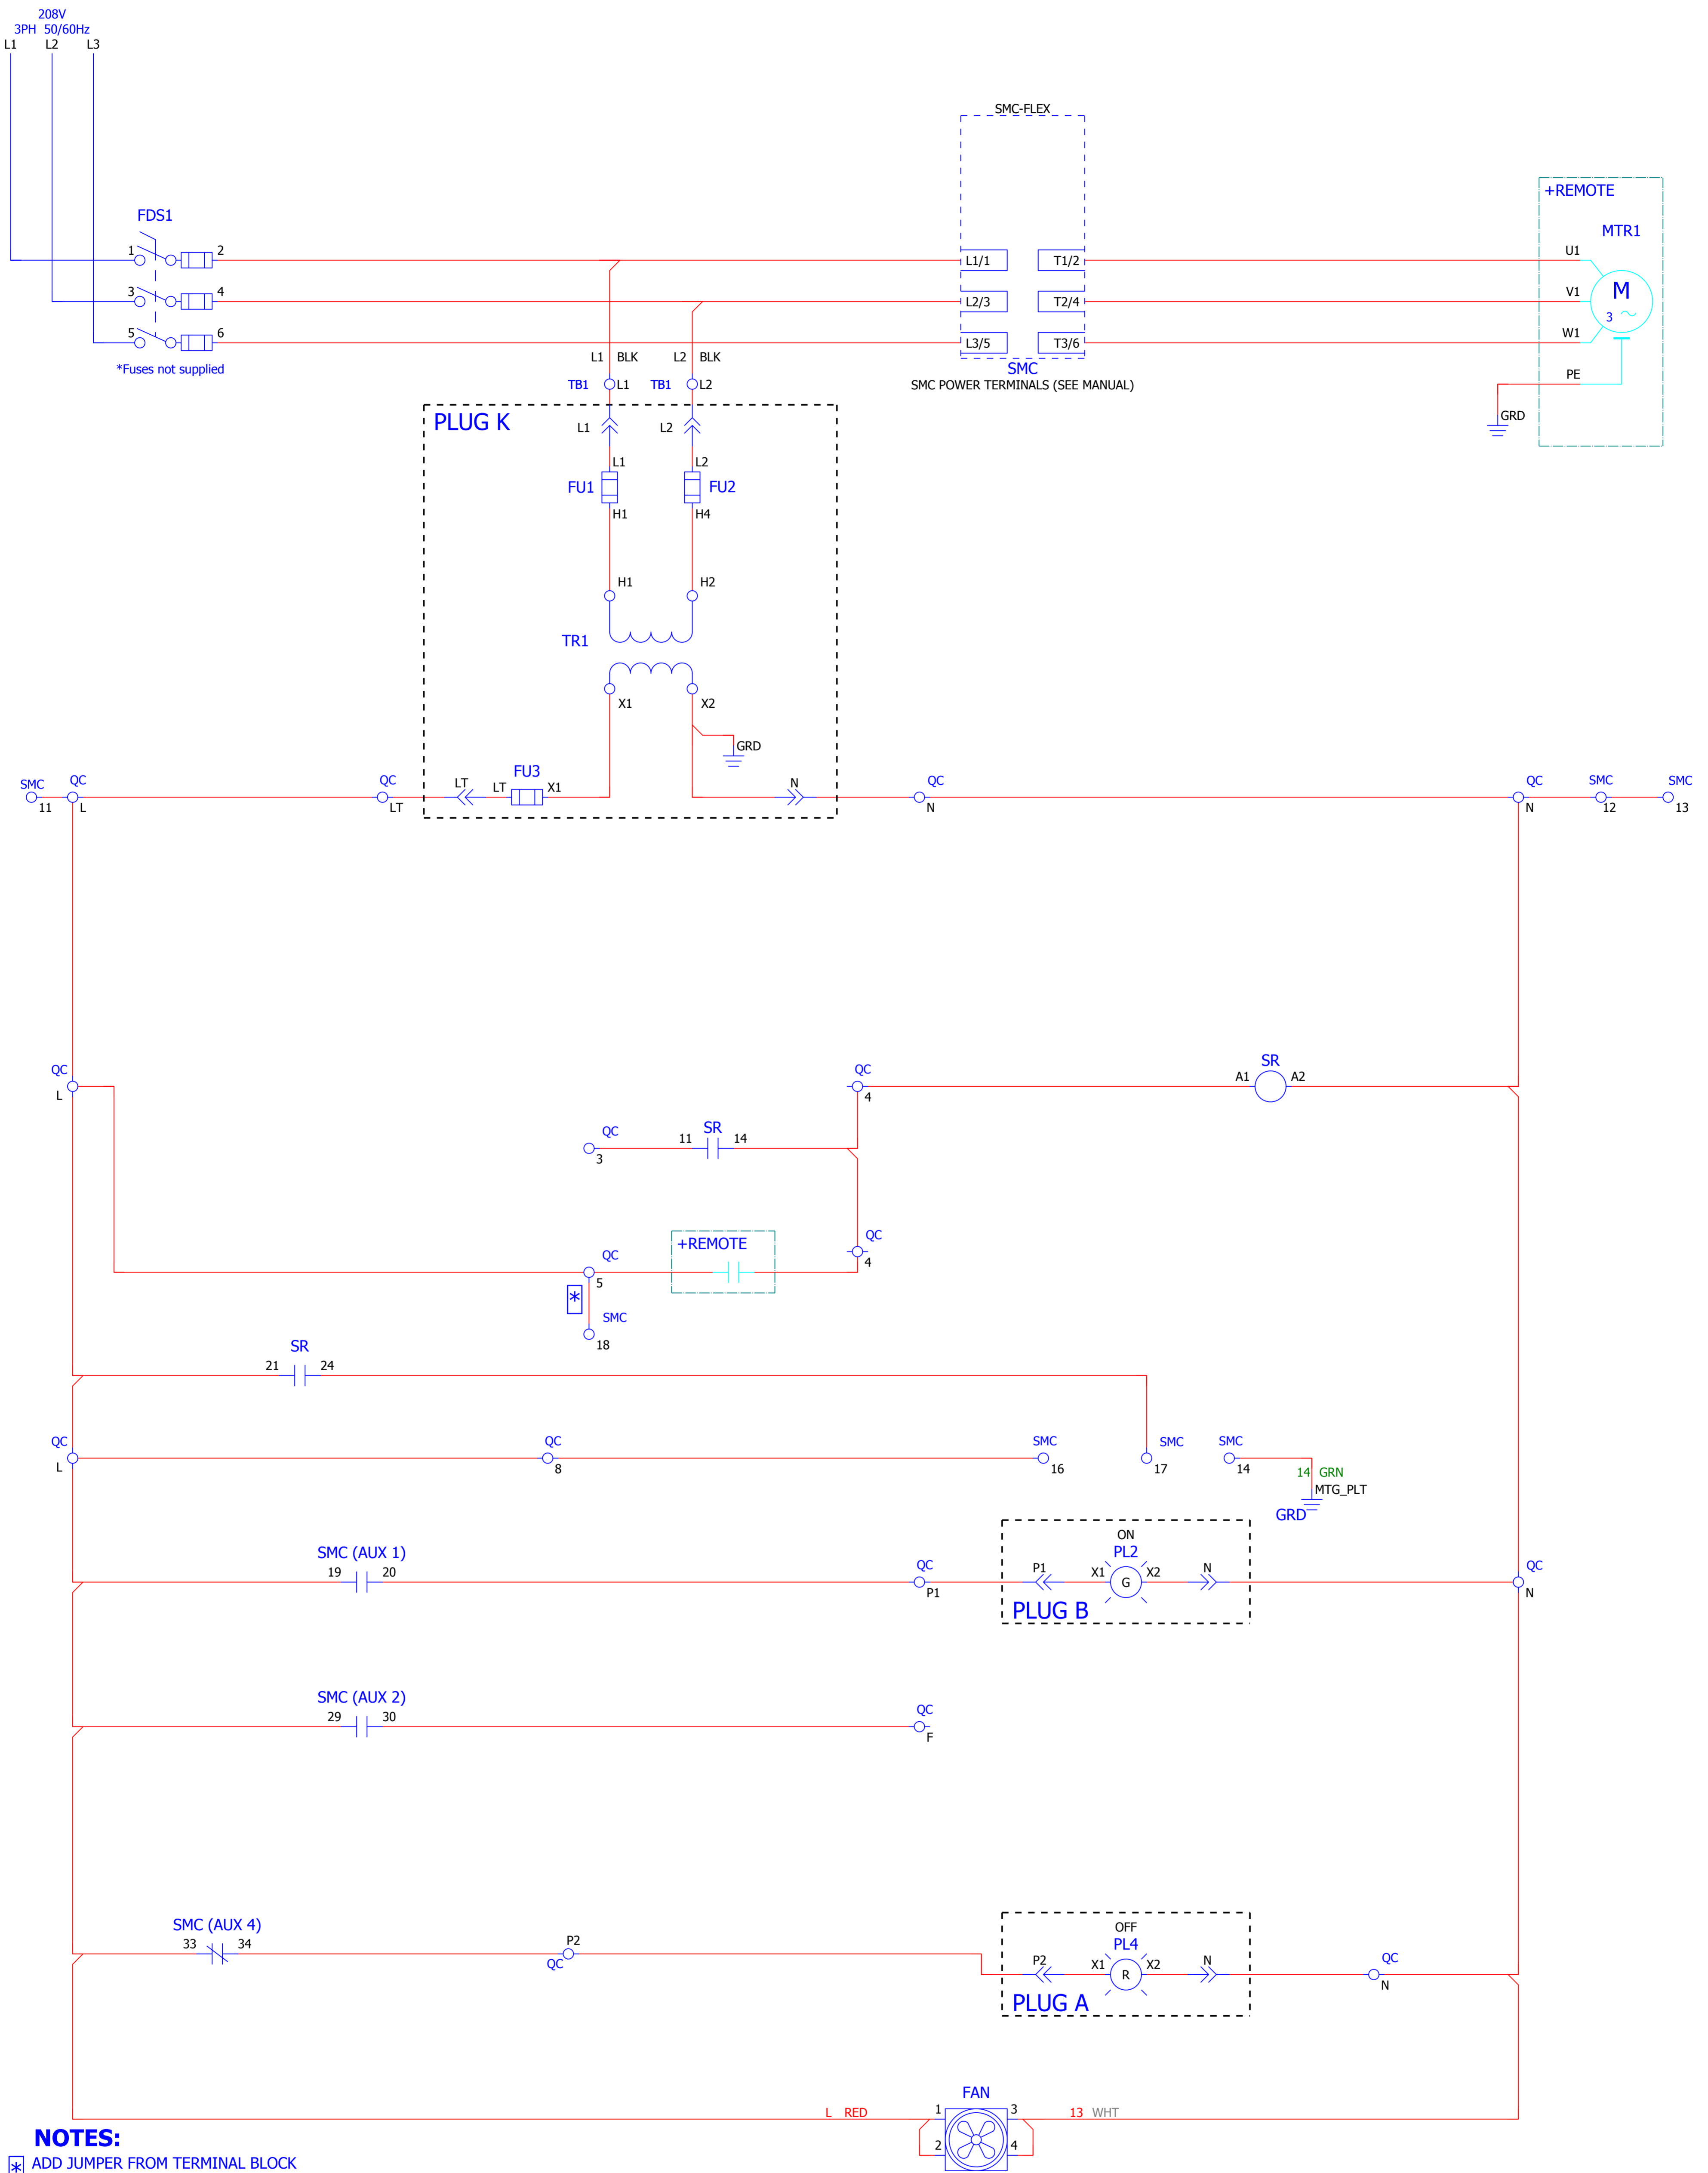 208V
3PH 50/60Hz
L1 L2 L3
SMC-FLEX
+REMOTE
FDS1
MTR1
1 2 L1/1 T1/2 U1
3 4 L2/3 T2/4 V1 M
3
5 6 L3/5 T3/6 W1
*Fuses not supplied
L1 BLK L2 BLK
SMC
SMC POWER TERMINALS (SEE MANUAL)
PE
TB1 L1 TB1 L2
GRD
PLUG K
L1 L2
L1 L2
FU1 FU2
H1 H4
H1 H2
TR1
X1 X2
GRD
SMC QC QC LT LT FU3 X1 N QC QC SMC SMC
11 L LT N N 12 13
QC QC SR
L 4 A1 A2
QC 11 SR 14
3
+REMOTE QC
QC 4
5
*
SMC
18
SR
21 24
QC QC SMC SMC SMC
L 8 16 17 14
14 GRN
MTG_PLT
GRD
ON
SMC (AUX 1) PL2
19 20 QC P1 X1 G X2 N QC
P1 N
PLUG B
SMC (AUX 2)
29 30 QC
F
OFF
SMC (AUX 4) PL4
33 34 P2 P2 X1 R X2 N QC
QC N
PLUG A
FAN
L RED 1 3 13 WHT
2 4
NOTES:
* ADD JUMPER FROM TERMINAL BLOCK